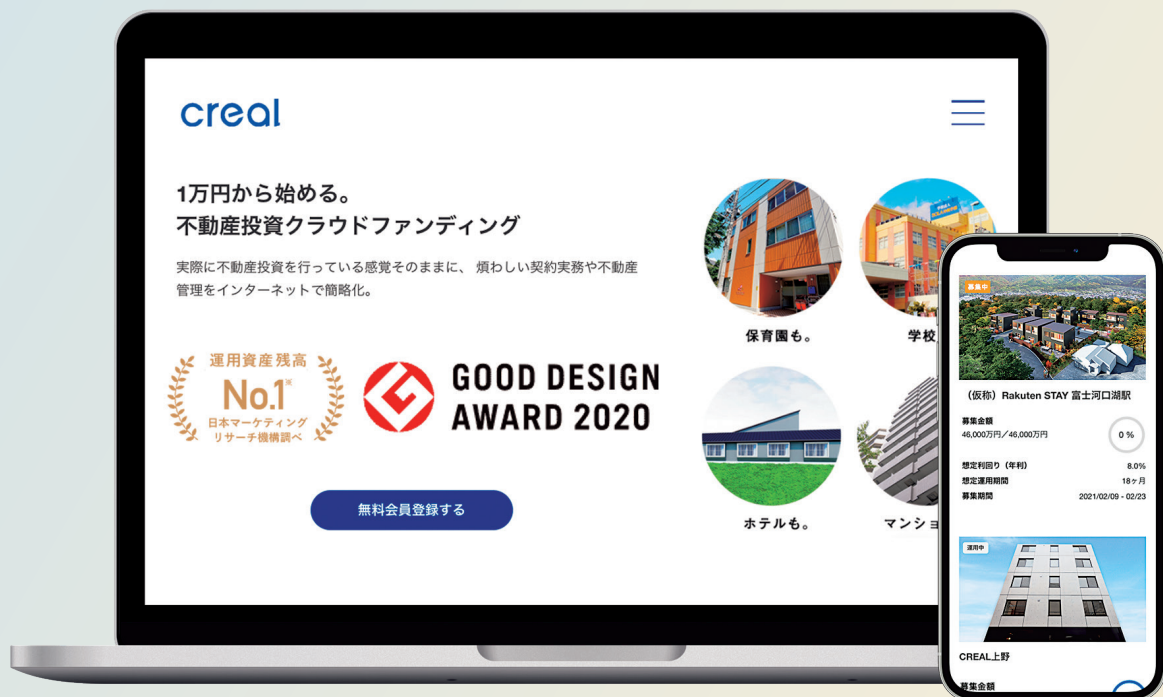 creal
1万円から始める。
不動産投資クラウドファンディング
実際に不動産投資を行っている感覚そのままに、 煩わしい契約実務や不動産
管理をインターネットで簡略化。
運用資産残高
No.1※
日本マーケティング
リサーチ機構調べ
GOOD DESIGN
AWARD 2020
無料会員登録する
保育園も。
学校
ホテルも。
マンショ
募集中
（仮称）Rakuten STAY 富士河口湖駅
募集金額
46,000万円／46,000万円
0 %
想定利回り（年利） 8.0%
想定運用期間 18ヶ月
募集期間 2021/02/09 - 02/23
運用中
CREAL上野
募集金額